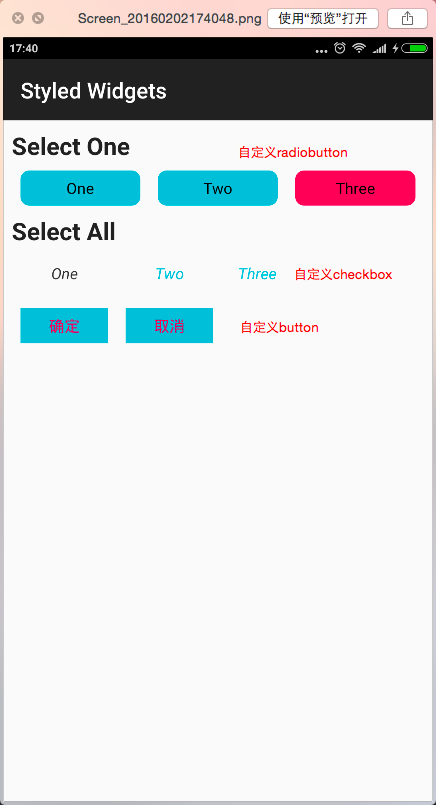 Screen_20160202174048.png 使用“预览”打开
17:40
Styled Widgets
Select One
自定义radiobutton
One Two Three
Select All
One Two Three 自定义checkbox
确定 取消 自定义button